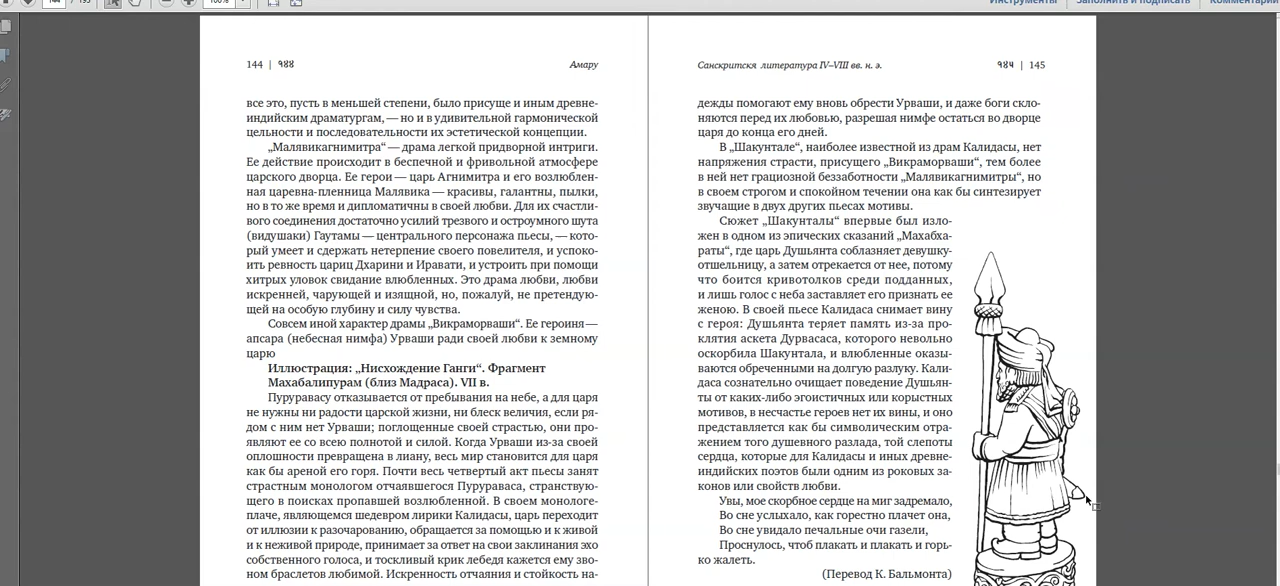 144 / 193
100%
Инструменты
Заполнить и подписать
Комментарии
144 | १४४
Амару
все это, пусть в меньшей степени, было присуще и иным древне-
индийским драматургам, — но и в удивительной гармонической
цельности и последовательности их эстетической концепции.
„Малявикагнимитра“ — драма легкой придворной интриги.
Ее действие происходит в беспечной и фривольной атмосфере
царского дворца. Ее герои — царь Агнимитра и его возлюблен-
ная царевна-пленница Малявика — красивы, галантны, пылки,
но в то же время и дипломатичны в своей любви. Для их счастли-
вого соединения достаточно усилий трезвого и остроумного шута
(видушаки) Гаутамы — центрального персонажа пьесы, — кото-
рый умеет и сдержать нетерпение своего повелителя, и успоко-
ить ревность цариц Дхарини и Иравати, и устроить при помощи
хитрых уловок свидание влюбленных. Это драма любви, любви
искренней, чарующей и изящной, но, пожалуй, не претендую-
щей на особую глубину и силу чувства.
Совсем иной характер драмы „Викраморваши“. Ее героиня —
апсара (небесная нимфа) Урваши ради своей любви к земному
царю
Иллюстрация: „Нисхождение Ганги“. Фрагмент
Махабалипурам (близ Мадраса). VII в.
Пуруравасу отказывается от пребывания на небе, а для царя
не нужны ни радости царской жизни, ни блеск величия, если ря-
дом с ним нет Урваши; поглощенные своей страстью, они про-
являют ее со всею полнотой и силой. Когда Урваши из-за своей
оплошности превращена в лиану, весь мир становится для царя
как бы ареной его горя. Почти весь четвертый акт пьесы занят
страстным монологом отчаявшегося Пурураваса, странствую-
щего в поисках пропавшей возлюбленной. В своем монологе-
плаче, являющемся шедевром лирики Калидасы, царь переходит
от иллюзии к разочарованию, обращается за помощью и к живой
и к неживой природе, принимает за ответ на свои заклинания эхо
собственного голоса, и тоскливый крик лебедя кажется ему зво-
ном браслетов любимой. Искренность отчаяния и стойкость на-
Санскритскя литература IV–VIII вв. н. э.
१४५ | 145
дежды помогают ему вновь обрести Урваши, и даже боги скло-
няются перед их любовью, разрешая нимфе остаться во дворце
царя до конца его дней.
В „Шакунтале“, наиболее известной из драм Калидасы, нет
напряжения страсти, присущего „Викраморваши“, тем более
в ней нет грациозной беззаботности „Малявикагнимитры“, но
в своем строгом и спокойном течении она как бы синтезирует
звучащие в двух других пьесах мотивы.
Сюжет „Шакунталы“ впервые был изло-
жен в одном из эпических сказаний „Махабха-
раты“, где царь Душьянта соблазняет девушку-
отшельницу, а затем отрекается от нее, потому
что боится кривотолков среди подданных,
и лишь голос с неба заставляет его признать ее
женою. В своей пьесе Калидаса снимает вину
с героя: Душьянта теряет память из-за про-
клятия аскета Дурвасаса, которого невольно
оскорбила Шакунтала, и влюбленные оказы-
ваются обреченными на долгую разлуку. Кали-
даса сознательно очищает поведение Душьян-
ты от каких-либо эгоистичных или корыстных
мотивов, в несчастье героев нет их вины, и оно
представляется как бы символическим отра-
жением того душевного разлада, той слепоты
сердца, которые для Калидасы и иных древне-
индийских поэтов были одним из роковых за-
конов или свойств любви.
Увы, мое скорбное сердце на миг задремало,
Во сне услыхало, как горестно плачет она,
Во сне увидало печальные очи газели,
Проснулось, чтоб плакать и плакать и горь-
ко жалеть.
(Перевод К. Бальмонта)